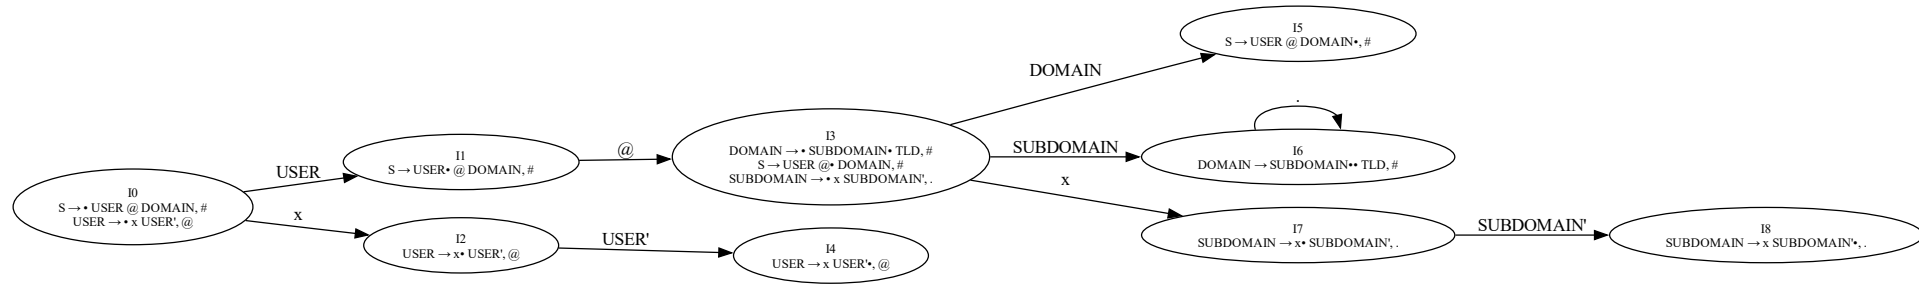 I0
S → • USER @ DOMAIN, #
USER → • x USER', @
USER
x
I1
S → USER• @ DOMAIN, #
I2
USER → x• USER', @
@
USER'
I3
DOMAIN → • SUBDOMAIN• TLD, #
S → USER @• DOMAIN, #
SUBDOMAIN → • x SUBDOMAIN', .
I4
USER → x USER'•, @
DOMAIN
SUBDOMAIN
x
I5
S → USER @ DOMAIN•, #
.
I6
DOMAIN → SUBDOMAIN•• TLD, #
I7
SUBDOMAIN → x• SUBDOMAIN', .
SUBDOMAIN'
I8
SUBDOMAIN → x SUBDOMAIN'•, .